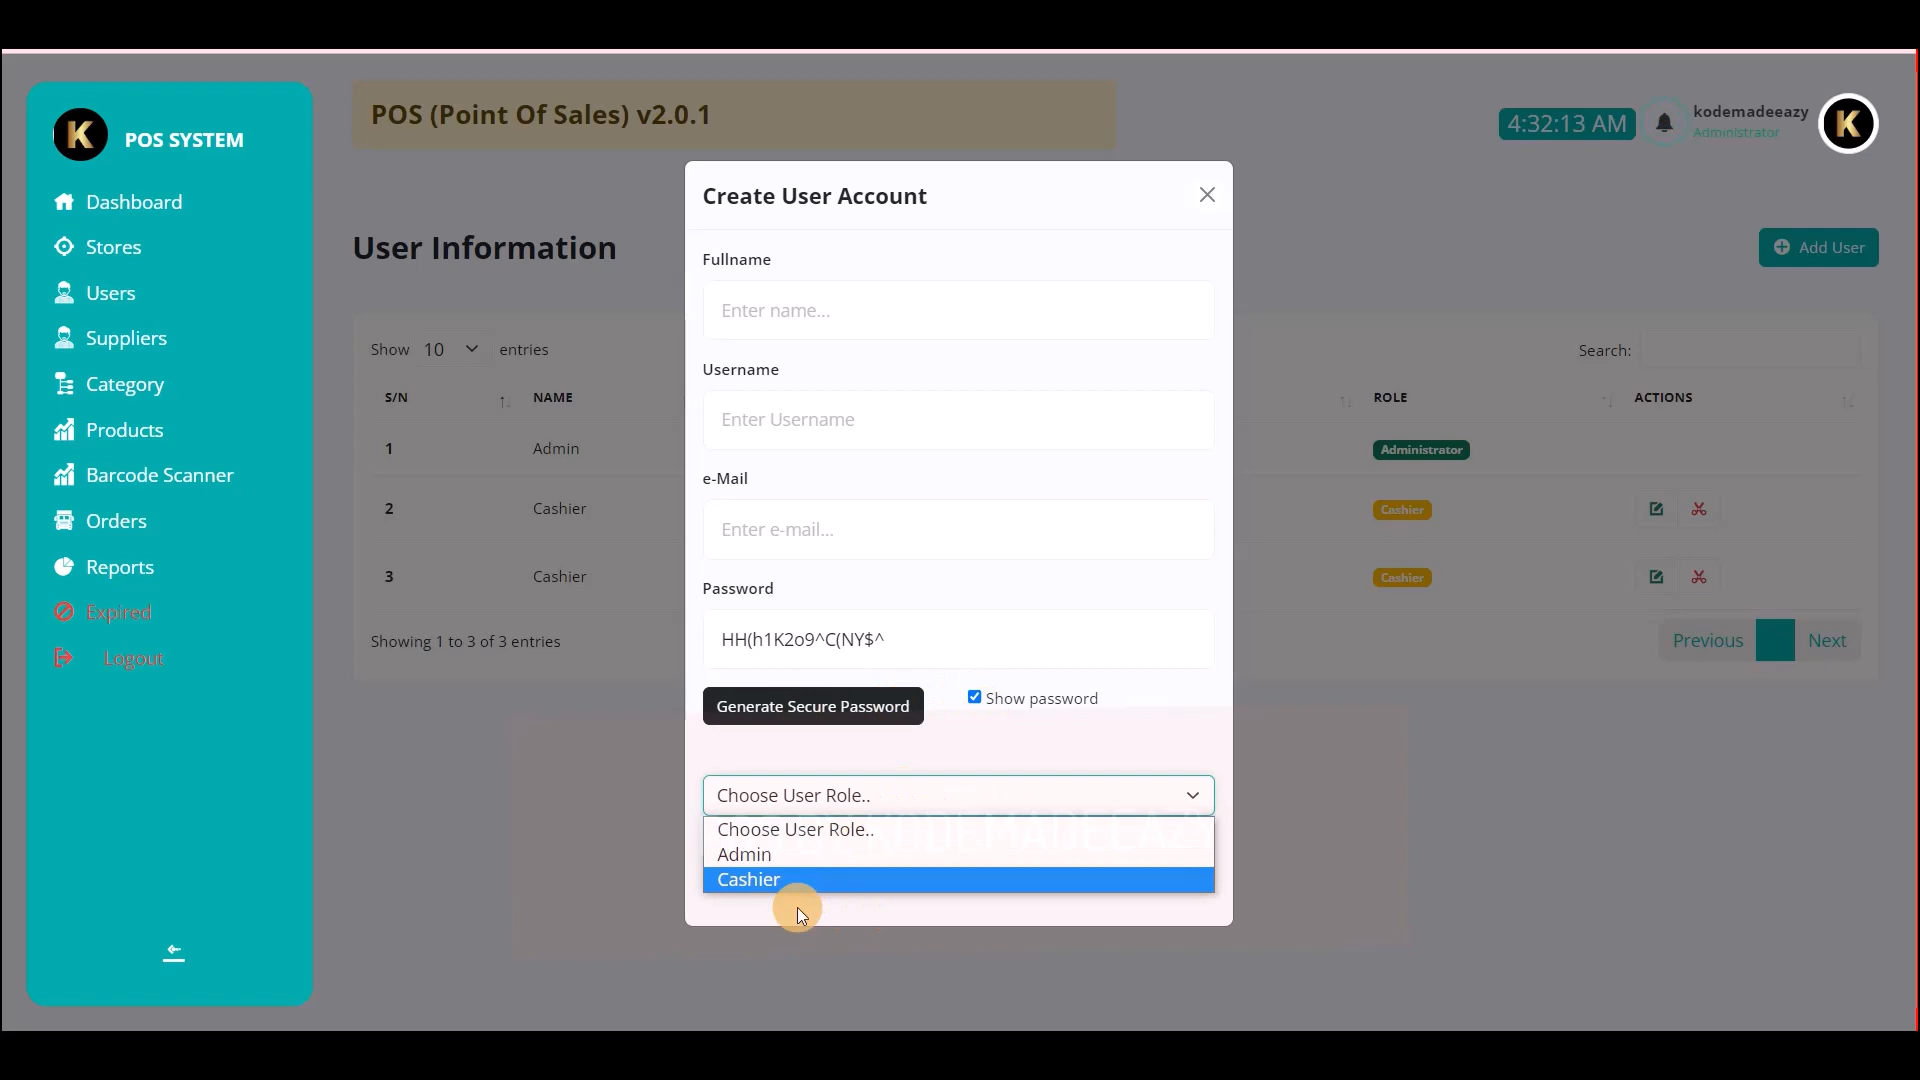 K
POS SYSTEM
Dashboard
Stores
Users
Suppliers
Category
Products
Barcode Scanner
Orders
Reports
Expired
Logout
POS (Point Of Sales) v2.0.1
4:32:13 AM
kodemadeeazy
Administrator
K
User Information
Add User
Show 10 entries
Search:
S/N NAME ROLE ACTIONS
1 Admin Administrator
2 Cashier Cashier
3 Cashier Cashier
Showing 1 to 3 of 3 entries
Previous Next
Create User Account
Fullname
Enter name...
Username
Enter Username
e-Mail
Enter e-mail...
Password
HH(h1K2o9^C(NY$^
Generate Secure Password
Show password
Choose User Role..
Choose User Role..
Admin
Cashier
KODEMADEEAZY